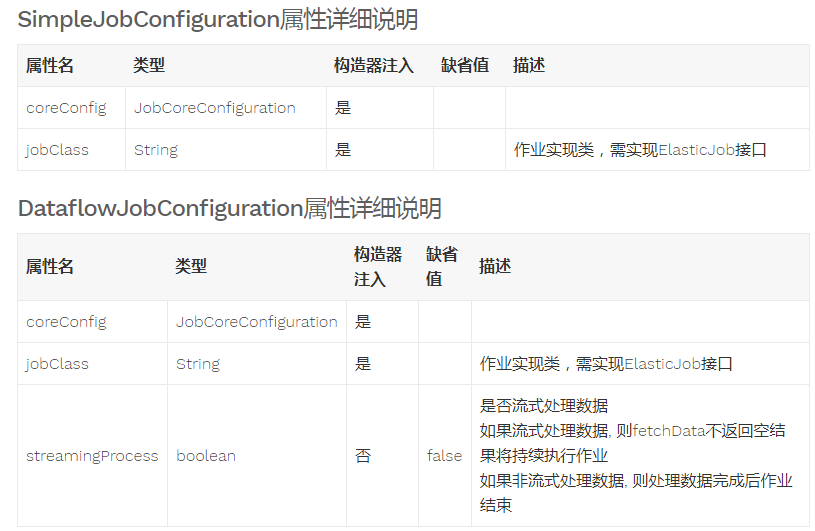 SimpleJobConfiguration属性详细说明
属性名 类型 构造器注入 缺省值 描述
coreConfig JobCoreConfiguration 是
jobClass String 是 作业实现类，需实现ElasticJob接口
DataflowJobConfiguration属性详细说明
属性名 类型 构造器注入 缺省值 描述
coreConfig JobCoreConfiguration 是
jobClass String 是 作业实现类，需实现ElasticJob接口
streamingProcess boolean 否 false 是否流式处理数据
如果流式处理数据, 则fetchData不返回空结
果将持续执行作业
如果非流式处理数据, 则处理数据完成后作业
结束